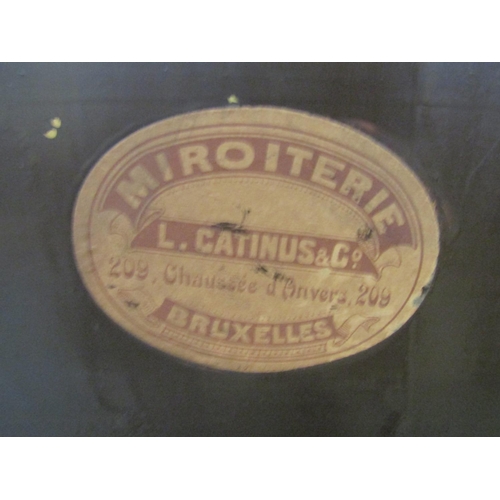 MIROITERIE
L. CATINUS & Cº
209, Chaussée d'Anvers, 209
BRUXELLES